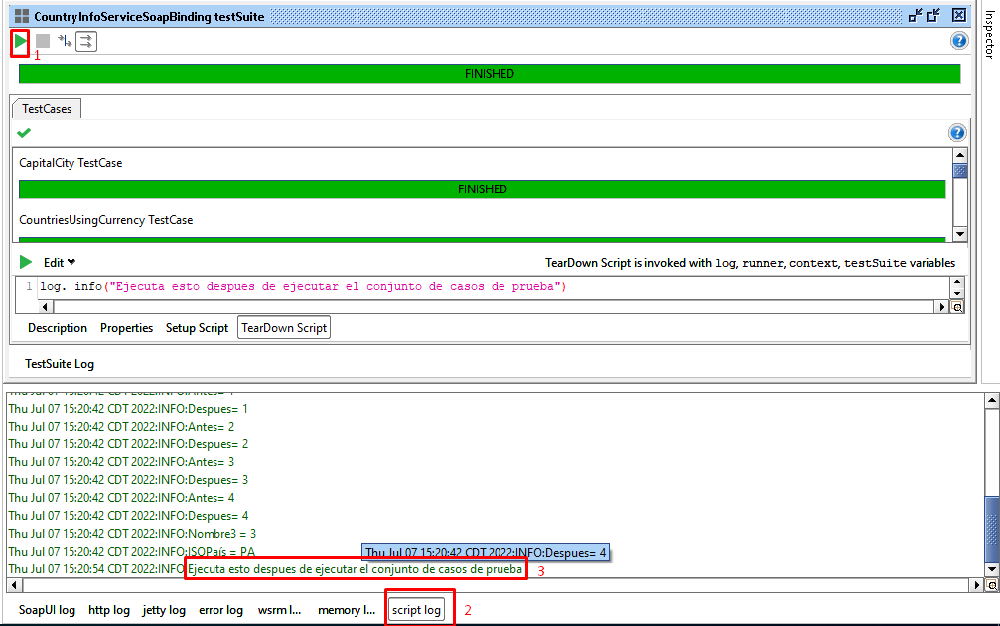 CountryInfoServiceSoapBinding testSuite
1
FINISHED
TestCases
CapitalCity TestCase
FINISHED
CountriesUsingCurrency TestCase
Edit
TearDown Script is invoked with log, runner, context, testSuite variables
1 log. info("Ejecuta esto despues de ejecutar el conjunto de casos de prueba")
Description Properties Setup Script TearDown Script
TestSuite Log
Inspector
Thu Jul 07 15:20:42 CDT 2022:INFO:Despues= 1
Thu Jul 07 15:20:42 CDT 2022:INFO:Antes= 2
Thu Jul 07 15:20:42 CDT 2022:INFO:Despues= 2
Thu Jul 07 15:20:42 CDT 2022:INFO:Antes= 3
Thu Jul 07 15:20:42 CDT 2022:INFO:Despues= 3
Thu Jul 07 15:20:42 CDT 2022:INFO:Antes= 4
Thu Jul 07 15:20:42 CDT 2022:INFO:Despues= 4
Thu Jul 07 15:20:42 CDT 2022:INFO:Nombre3 = 3
Thu Jul 07 15:20:42 CDT 2022:INFO:ISOPaís = PA
Thu Jul 07 15:20:42 CDT 2022:INFO:Despues= 4
Thu Jul 07 15:20:54 CDT 2022:INFO:Ejecuta esto despues de ejecutar el conjunto de casos de prueba 3
SoapUI log http log jetty log error log wsrm l... memory l... script log 2